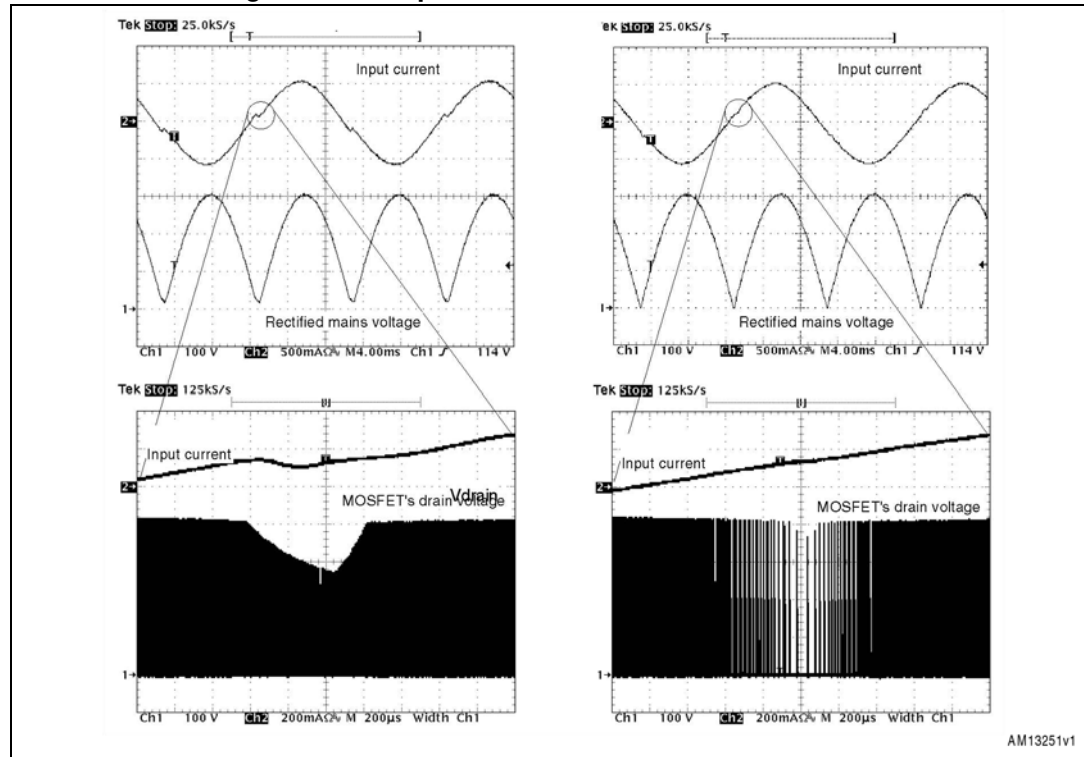 Tek Stop: 25.0kS/s
[ T ]
Input current
2→
T
T
1→
Rectified mains voltage
Ch1 100 V Ch2 500mAΩ M4.00ms Ch1 114 V
ek Stop: 25.0kS/s
[ T ]
Input current
2→
T
T
1→
Rectified mains voltage
Ch1 100 V Ch2 500mAΩ M4.00ms Ch1 114 V
Tek Stop: 125kS/s
Input current
T
2→
Vdrain
MOSFET's drain voltage
1→
Ch1 100 V Ch2 200mAΩ M 200µs Width Ch1
Tek Stop: 125kS/s
Input current
T
2→
MOSFET's drain voltage
1→
Ch1 100 V Ch2 200mAΩ M 200µs Width Ch1
AM13251v1